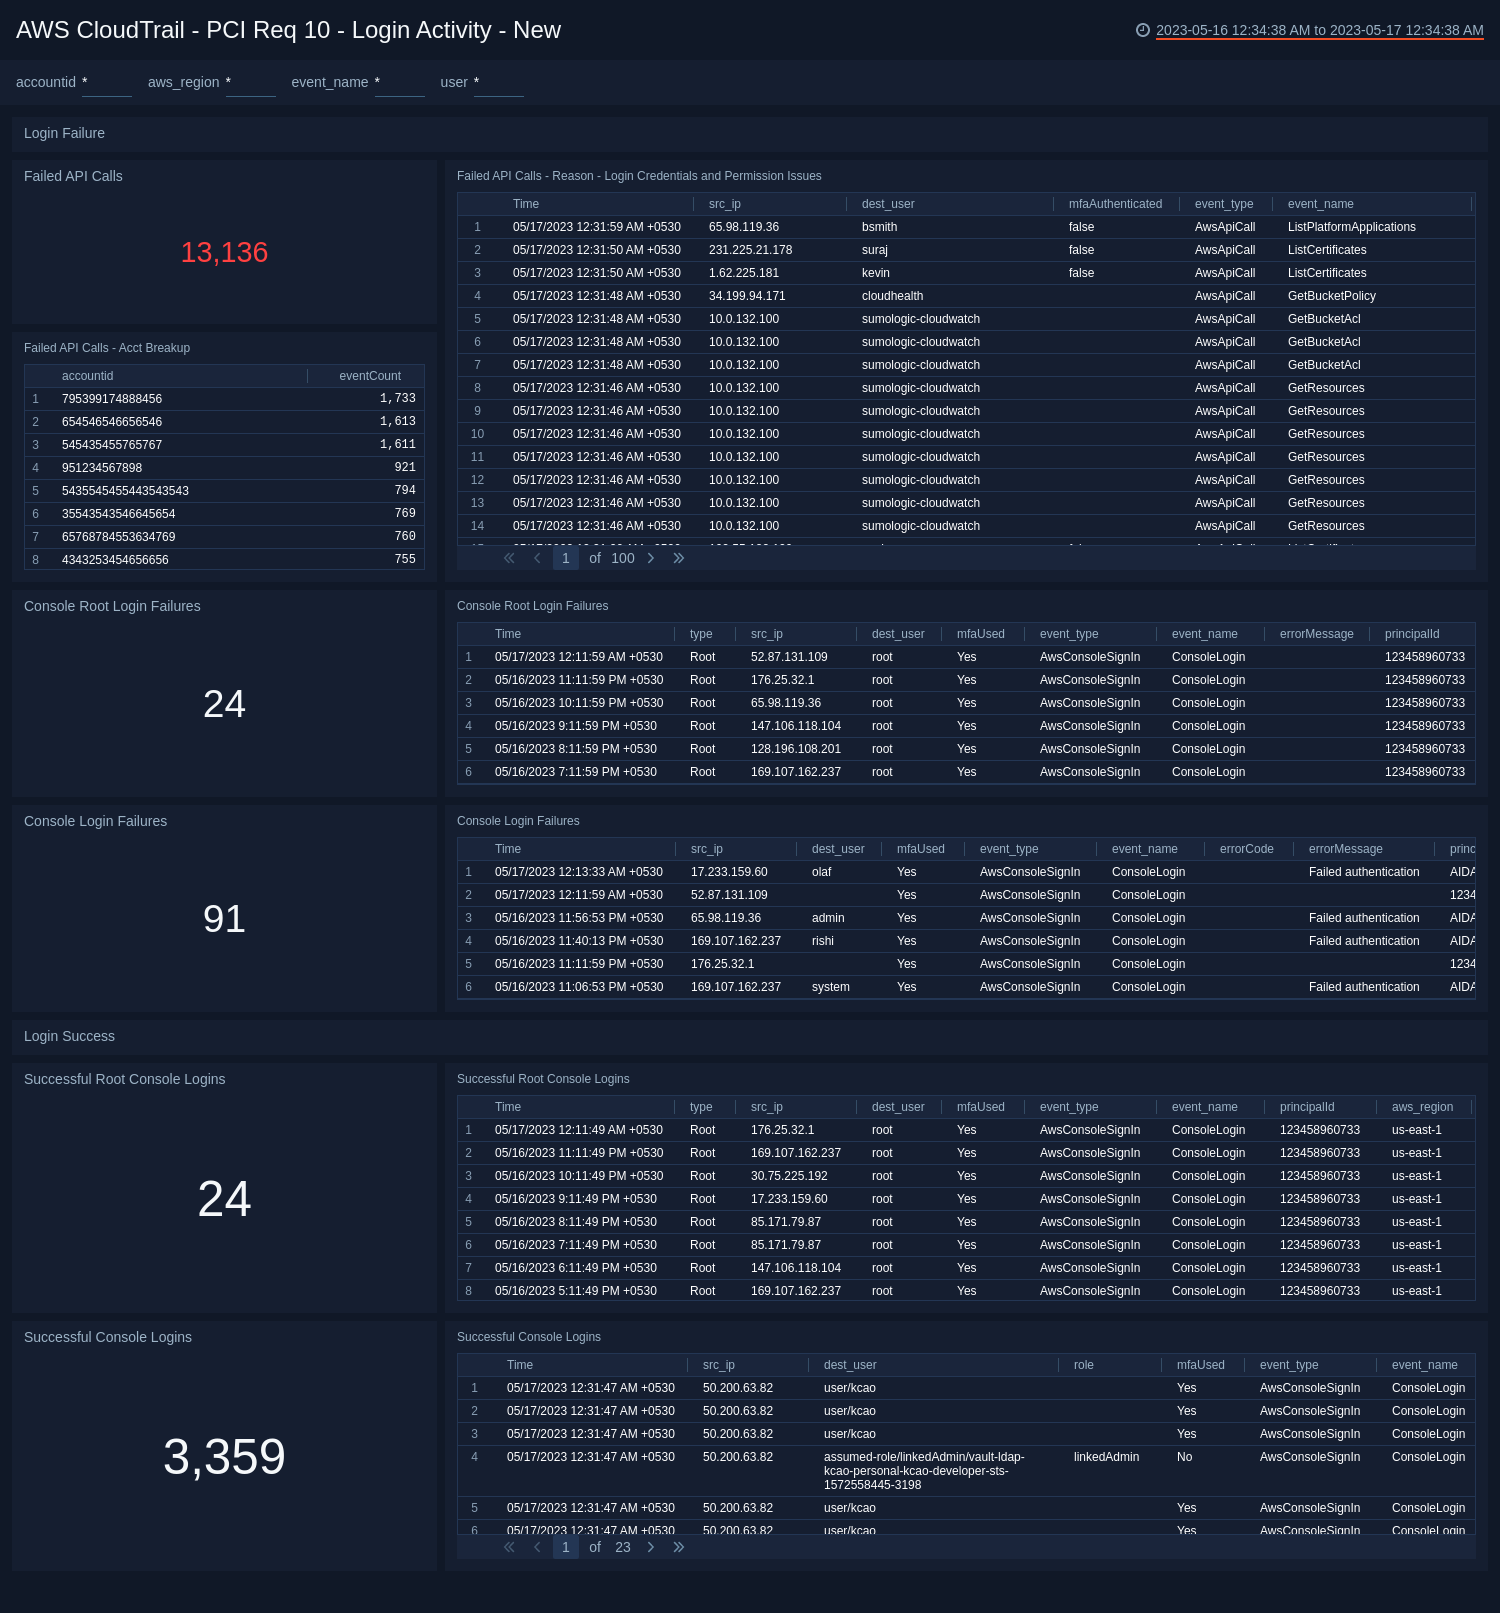 AWS CloudTrail - PCI Req 10 - Login Activity - New
2023-05-16 12:34:38 AM to 2023-05-17 12:34:38 AM
accountid * aws_region * event_name * user *
Login Failure
Failed API Calls
13,136
Failed API Calls - Acct Breakup
accountid eventCount
1 795399174888456 1,733
2 654546546656546 1,613
3 545435455765767 1,611
4 951234567898 921
5 5435545455443543543 794
6 35543543546645654 769
7 65768784553634769 760
8 4343253454656656 755
Failed API Calls - Reason - Login Credentials and Permission Issues
Time src_ip dest_user mfaAuthenticated event_type event_name
1 05/17/2023 12:31:59 AM +0530 65.98.119.36 bsmith false AwsApiCall ListPlatformApplications
2 05/17/2023 12:31:50 AM +0530 231.225.21.178 suraj false AwsApiCall ListCertificates
3 05/17/2023 12:31:50 AM +0530 1.62.225.181 kevin false AwsApiCall ListCertificates
4 05/17/2023 12:31:48 AM +0530 34.199.94.171 cloudhealth AwsApiCall GetBucketPolicy
5 05/17/2023 12:31:48 AM +0530 10.0.132.100 sumologic-cloudwatch AwsApiCall GetBucketAcl
6 05/17/2023 12:31:48 AM +0530 10.0.132.100 sumologic-cloudwatch AwsApiCall GetBucketAcl
7 05/17/2023 12:31:48 AM +0530 10.0.132.100 sumologic-cloudwatch AwsApiCall GetBucketAcl
8 05/17/2023 12:31:46 AM +0530 10.0.132.100 sumologic-cloudwatch AwsApiCall GetResources
9 05/17/2023 12:31:46 AM +0530 10.0.132.100 sumologic-cloudwatch AwsApiCall GetResources
10 05/17/2023 12:31:46 AM +0530 10.0.132.100 sumologic-cloudwatch AwsApiCall GetResources
11 05/17/2023 12:31:46 AM +0530 10.0.132.100 sumologic-cloudwatch AwsApiCall GetResources
12 05/17/2023 12:31:46 AM +0530 10.0.132.100 sumologic-cloudwatch AwsApiCall GetResources
13 05/17/2023 12:31:46 AM +0530 10.0.132.100 sumologic-cloudwatch AwsApiCall GetResources
14 05/17/2023 12:31:46 AM +0530 10.0.132.100 sumologic-cloudwatch AwsApiCall GetResources
1 of 100
Console Root Login Failures
24
Console Root Login Failures
Time type src_ip dest_user mfaUsed event_type event_name errorMessage principalId
1 05/17/2023 12:11:59 AM +0530 Root 52.87.131.109 root Yes AwsConsoleSignIn ConsoleLogin 123458960733
2 05/16/2023 11:11:59 PM +0530 Root 176.25.32.1 root Yes AwsConsoleSignIn ConsoleLogin 123458960733
3 05/16/2023 10:11:59 PM +0530 Root 65.98.119.36 root Yes AwsConsoleSignIn ConsoleLogin 123458960733
4 05/16/2023 9:11:59 PM +0530 Root 147.106.118.104 root Yes AwsConsoleSignIn ConsoleLogin 123458960733
5 05/16/2023 8:11:59 PM +0530 Root 128.196.108.201 root Yes AwsConsoleSignIn ConsoleLogin 123458960733
6 05/16/2023 7:11:59 PM +0530 Root 169.107.162.237 root Yes AwsConsoleSignIn ConsoleLogin 123458960733
Console Login Failures
91
Console Login Failures
Time src_ip dest_user mfaUsed event_type event_name errorCode errorMessage princ
1 05/17/2023 12:13:33 AM +0530 17.233.159.60 olaf Yes AwsConsoleSignIn ConsoleLogin Failed authentication AIDA
2 05/17/2023 12:11:59 AM +0530 52.87.131.109 Yes AwsConsoleSignIn ConsoleLogin 1234
3 05/16/2023 11:56:53 PM +0530 65.98.119.36 admin Yes AwsConsoleSignIn ConsoleLogin Failed authentication AIDA
4 05/16/2023 11:40:13 PM +0530 169.107.162.237 rishi Yes AwsConsoleSignIn ConsoleLogin Failed authentication AIDA
5 05/16/2023 11:11:59 PM +0530 176.25.32.1 Yes AwsConsoleSignIn ConsoleLogin 1234
6 05/16/2023 11:06:53 PM +0530 169.107.162.237 system Yes AwsConsoleSignIn ConsoleLogin Failed authentication AIDA
Login Success
Successful Root Console Logins
24
Successful Root Console Logins
Time type src_ip dest_user mfaUsed event_type event_name principalId aws_region
1 05/17/2023 12:11:49 AM +0530 Root 176.25.32.1 root Yes AwsConsoleSignIn ConsoleLogin 123458960733 us-east-1
2 05/16/2023 11:11:49 PM +0530 Root 169.107.162.237 root Yes AwsConsoleSignIn ConsoleLogin 123458960733 us-east-1
3 05/16/2023 10:11:49 PM +0530 Root 30.75.225.192 root Yes AwsConsoleSignIn ConsoleLogin 123458960733 us-east-1
4 05/16/2023 9:11:49 PM +0530 Root 17.233.159.60 root Yes AwsConsoleSignIn ConsoleLogin 123458960733 us-east-1
5 05/16/2023 8:11:49 PM +0530 Root 85.171.79.87 root Yes AwsConsoleSignIn ConsoleLogin 123458960733 us-east-1
6 05/16/2023 7:11:49 PM +0530 Root 85.171.79.87 root Yes AwsConsoleSignIn ConsoleLogin 123458960733 us-east-1
7 05/16/2023 6:11:49 PM +0530 Root 147.106.118.104 root Yes AwsConsoleSignIn ConsoleLogin 123458960733 us-east-1
8 05/16/2023 5:11:49 PM +0530 Root 169.107.162.237 root Yes AwsConsoleSignIn ConsoleLogin 123458960733 us-east-1
Successful Console Logins
3,359
Successful Console Logins
Time src_ip dest_user role mfaUsed event_type event_name
1 05/17/2023 12:31:47 AM +0530 50.200.63.82 user/kcao Yes AwsConsoleSignIn ConsoleLogin
2 05/17/2023 12:31:47 AM +0530 50.200.63.82 user/kcao Yes AwsConsoleSignIn ConsoleLogin
3 05/17/2023 12:31:47 AM +0530 50.200.63.82 user/kcao Yes AwsConsoleSignIn ConsoleLogin
4 05/17/2023 12:31:47 AM +0530 50.200.63.82 assumed-role/linkedAdmin/vault-ldap- linkedAdmin No AwsConsoleSignIn ConsoleLogin
kcao-personal-kcao-developer-sts-
1572558445-3198
5 05/17/2023 12:31:47 AM +0530 50.200.63.82 user/kcao Yes AwsConsoleSignIn ConsoleLogin
6 05/17/2023 12:31:47 AM +0530 50.200.63.82 user/kcao Yes AwsConsoleSignIn ConsoleLogin
1 of 23